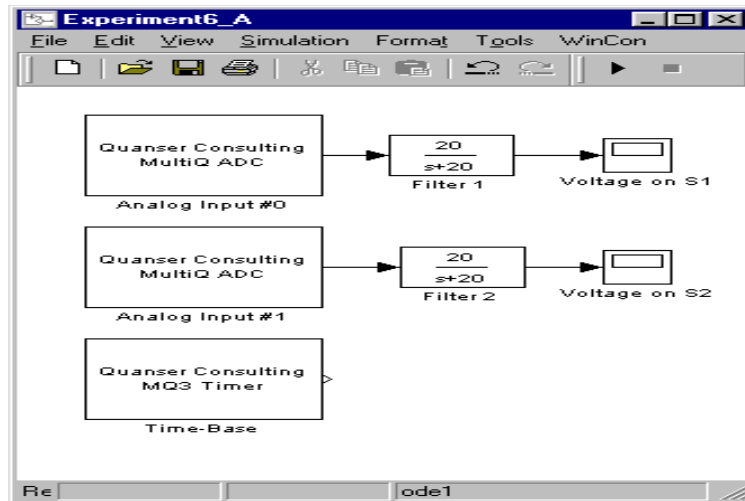 Experiment6_A
File Edit View Simulation Format Tools WinCon
Quanser Consulting
MultiQ ADC
Analog Input #0
20
s+20
Filter 1
Voltage on S1
Quanser Consulting
MultiQ ADC
Analog Input #1
20
s+20
Filter 2
Voltage on S2
Quanser Consulting
MQ3 Timer
Time-Base
Re ode1